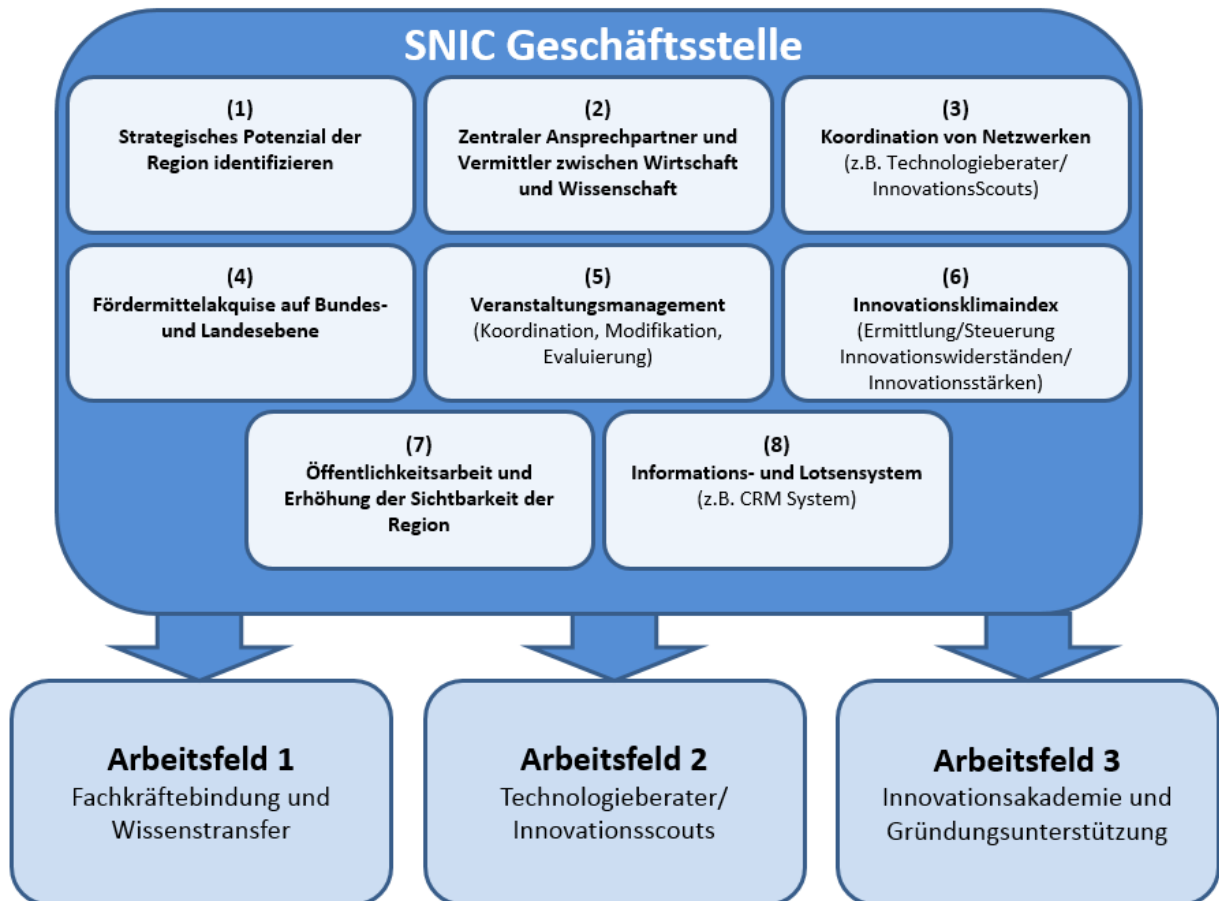 SNIC Geschäftsstelle
(1)
Strategisches Potenzial der
Region identifizieren
(2)
Zentraler Ansprechpartner und
Vermittler zwischen Wirtschaft
und Wissenschaft
(3)
Koordination von Netzwerken
(z.B. Technologieberater/
InnovationsScouts)
(4)
Fördermittelakquise auf Bundes-
und Landesebene
(5)
Veranstaltungsmanagement
(Koordination, Modifikation,
Evaluierung)
(6)
Innovationsklimaindex
(Ermittlung/Steuerung
Innovationswiderständen/
Innovationsstärken)
(7)
Öffentlichkeitsarbeit und
Erhöhung der Sichtbarkeit der
Region
(8)
Informations- und Lotsensystem
(z.B. CRM System)
Arbeitsfeld 1
Fachkräftebindung und
Wissenstransfer
Arbeitsfeld 2
Technologieberater/
Innovationsscouts
Arbeitsfeld 3
Innovationsakademie und
Gründungsunterstützung